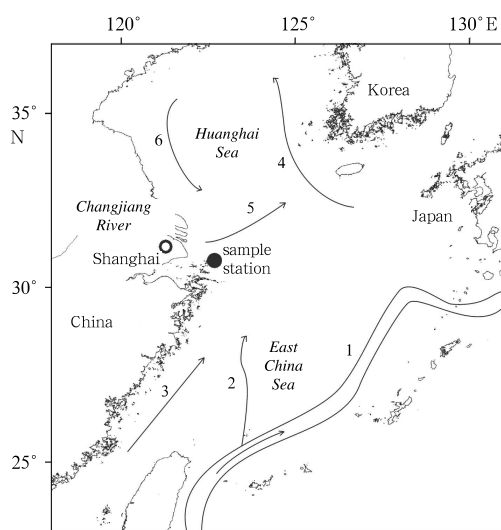 120°
125°
130°E
35°
N
30°
25°
Korea
Huanghai
Sea
6
4
5
Changjiang
River
Japan
Shanghai
sample
station
China
East
China
Sea
1
2
3